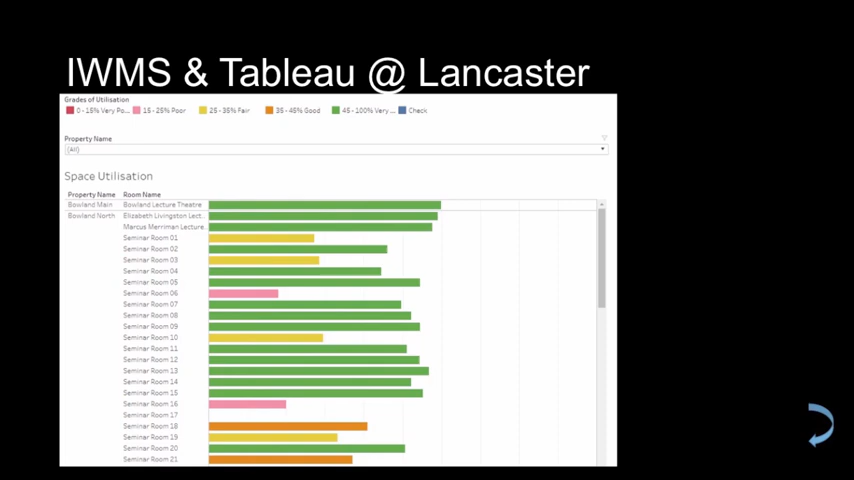 IWMS & Tableau @ Lancaster
Grades of Utilisation
0 - 15% Very Po... 15 - 25% Poor 25 - 35% Fair 35 - 45% Good 45 - 100% Very ... Check
Property Name
(All)
Space Utilisation
Property Name Room Name
Bowland Main Bowland Lecture Theatre
Bowland North Elizabeth Livingston Lect..
Marcus Merriman Lecture..
Seminar Room 01
Seminar Room 02
Seminar Room 03
Seminar Room 04
Seminar Room 05
Seminar Room 06
Seminar Room 07
Seminar Room 08
Seminar Room 09
Seminar Room 10
Seminar Room 11
Seminar Room 12
Seminar Room 13
Seminar Room 14
Seminar Room 15
Seminar Room 16
Seminar Room 17
Seminar Room 18
Seminar Room 19
Seminar Room 20
Seminar Room 21